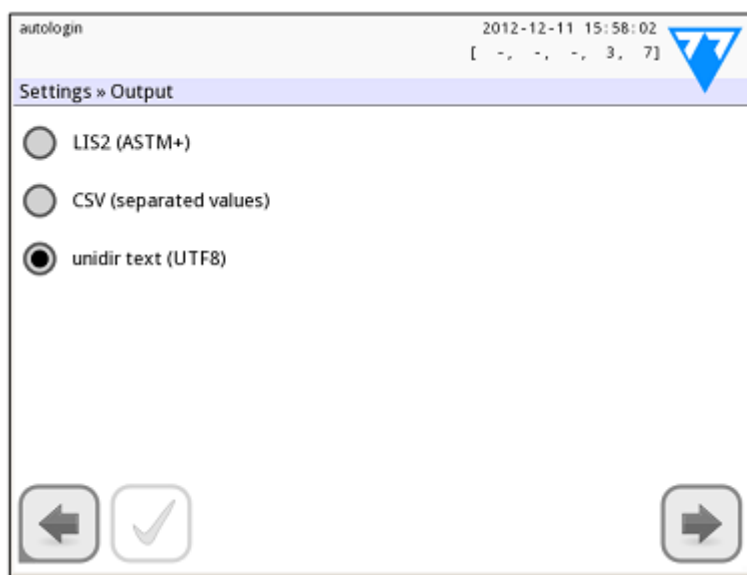 autologin
2012-12-11 15:58:02
[ -, -, -, 3, 7]
Settings » Output
LIS2 (ASTM+)
CSV (separated values)
unidir text (UTF8)